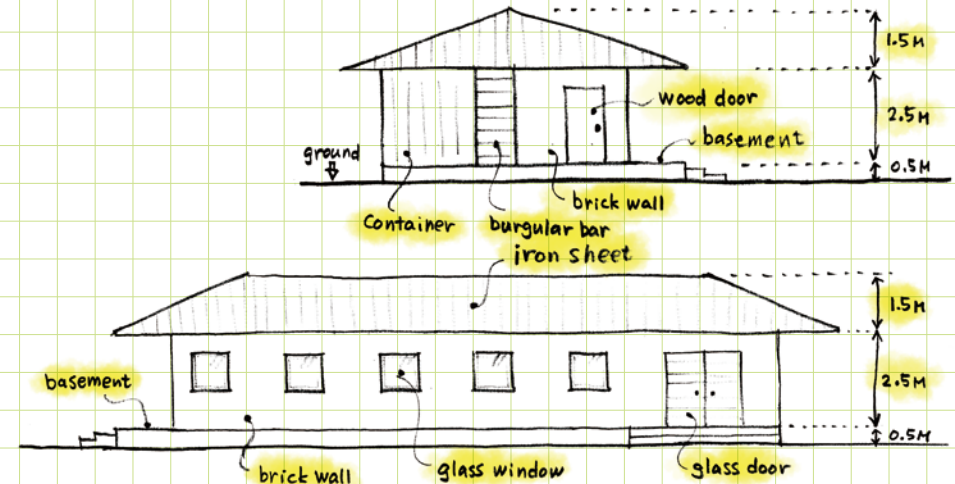 1.5M
wood door
2.5M
basement
ground
0.5M
brick wall
Container
burgular bar
iron sheet
1.5M
basement
2.5M
0.5M
brick wall
glass window
glass door